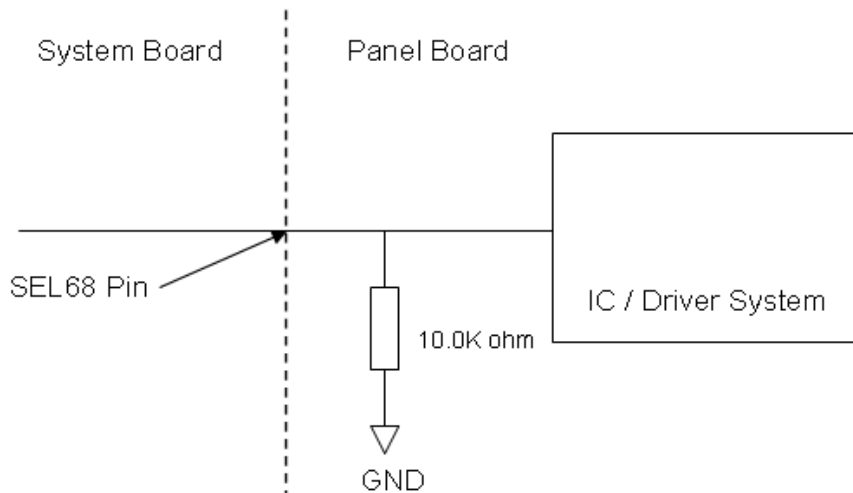 System Board
Panel Board
SEL68 Pin
IC / Driver System
10.0K ohm
GND